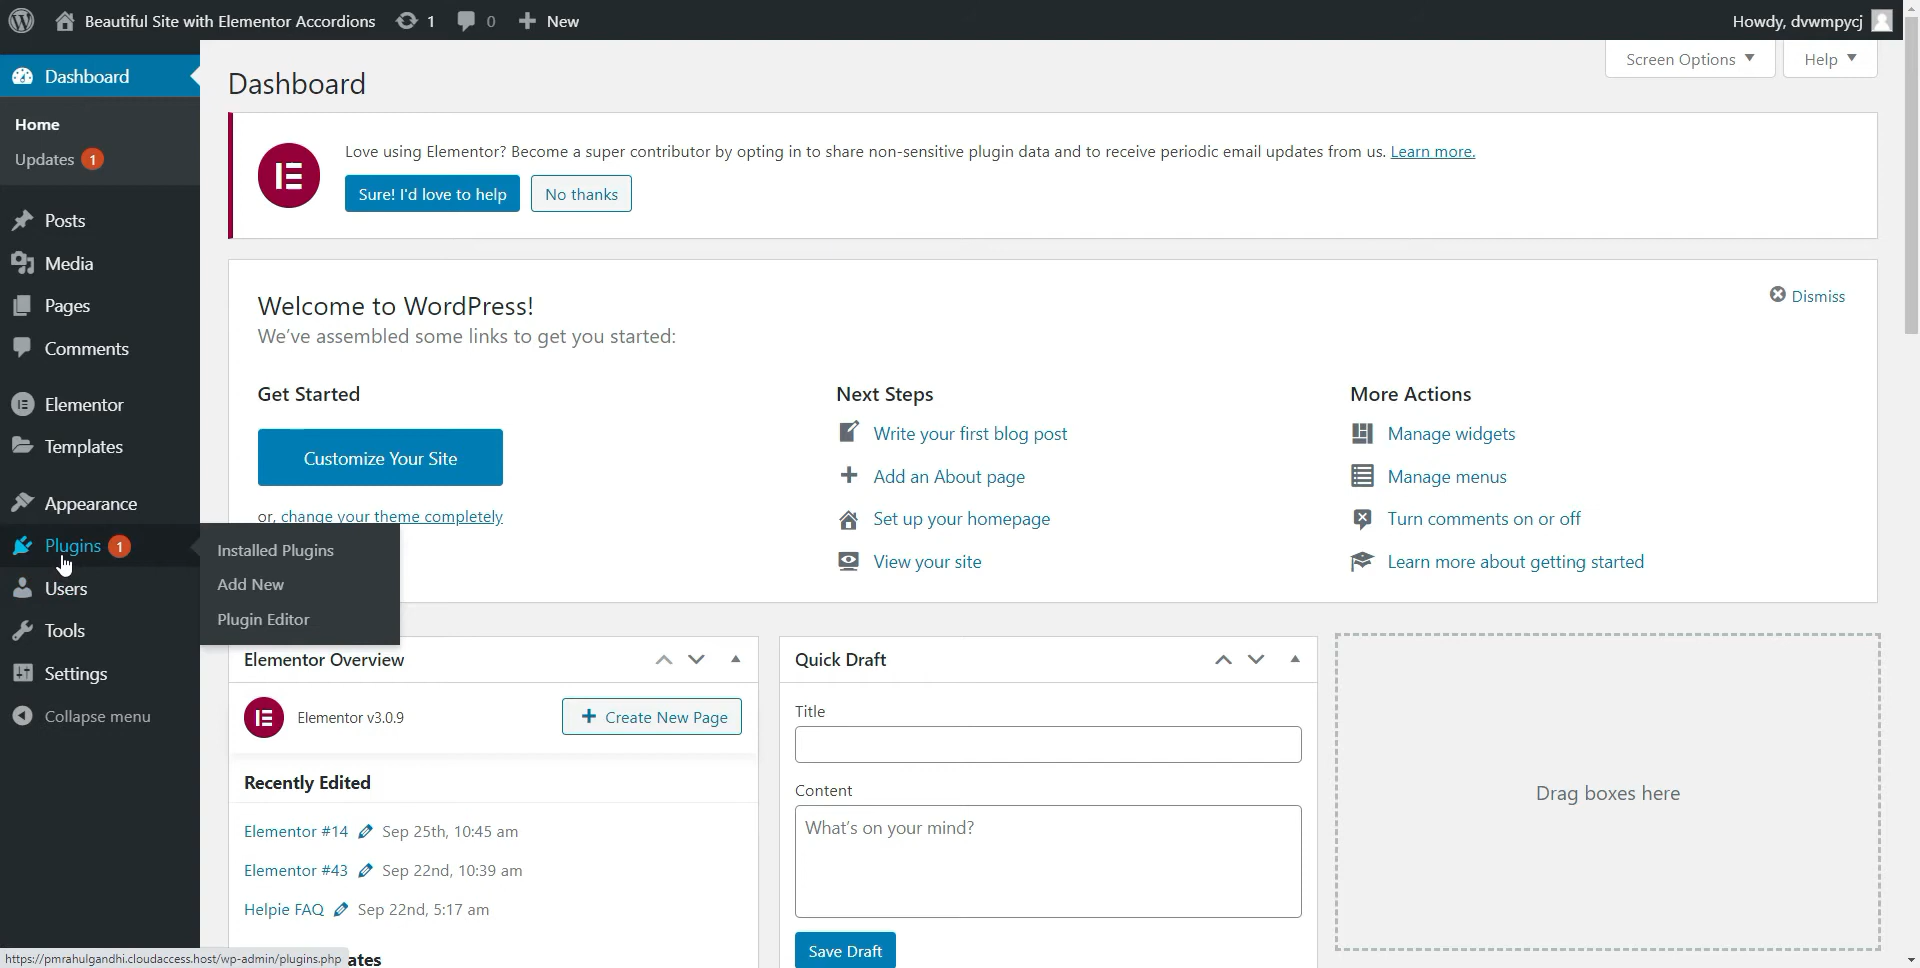 Beautiful Site with Elementor Accordions 1 0 New
Howdy, dvwmpycj
Dashboard
Home
Updates 1
Posts
Media
Pages
Comments
Elementor
Templates
Appearance
Plugins 1
Users
Tools
Settings
Collapse menu
Installed Plugins
Add New
Plugin Editor
Screen Options
Help
Dashboard
Love using Elementor? Become a super contributor by opting in to share non-sensitive plugin data and to receive periodic email updates from us. Learn more.
Sure! I'd love to help
No thanks
Welcome to WordPress!
We've assembled some links to get you started:
Dismiss
Get Started
Customize Your Site
or, change your theme completely
Next Steps
Write your first blog post
Add an About page
Set up your homepage
View your site
More Actions
Manage widgets
Manage menus
Turn comments on or off
Learn more about getting started
Elementor Overview
Elementor v3.0.9
Create New Page
Recently Edited
Elementor #14 Sep 25th, 10:45 am
Elementor #43 Sep 22nd, 10:39 am
Helpie FAQ Sep 22nd, 5:17 am
ates
Quick Draft
Title
Content
What's on your mind?
Save Draft
Drag boxes here
https://pmrahulgandhi.cloudaccess.host/wp-admin/plugins.php